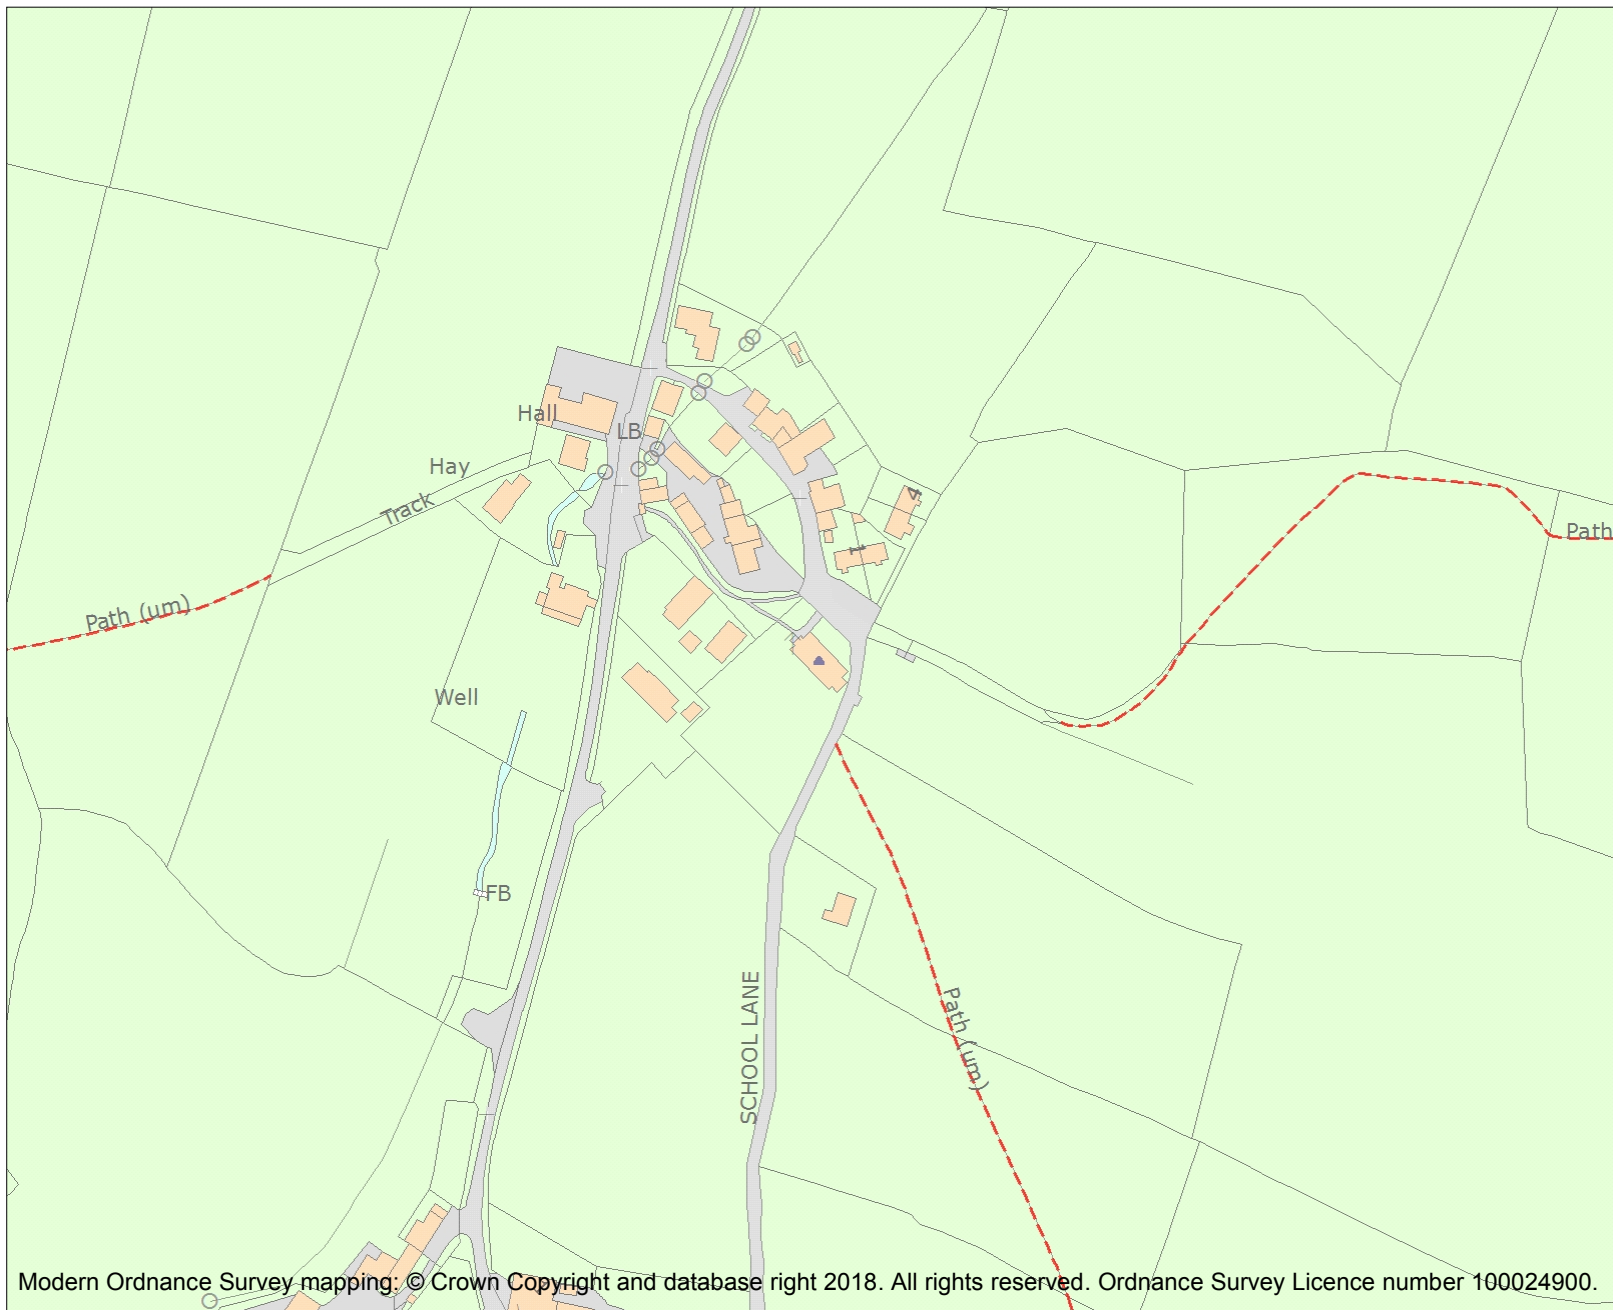 Hall
LB
Hay
Track
4
1
Path
Path (um)
Well
FB
SCHOOL LANE
Path (um)
Modern Ordnance Survey mapping: © Crown Copyright and database right 2018. All rights reserved. Ordnance Survey Licence number 100024900.